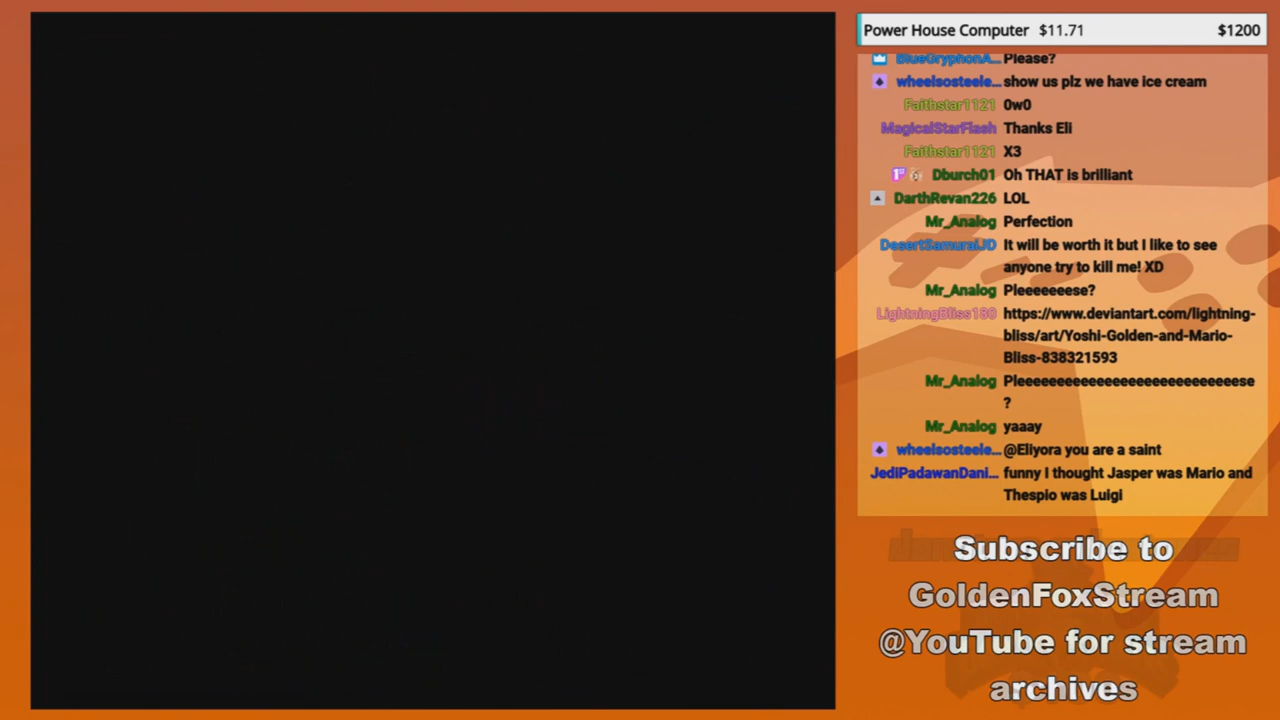 Power House Computer $11.71 $1200
BlueGryphonA... Please?
wheelsosteele... show us plz we have ice cream
Faithstar1121 0w0
MagicalStarFlash Thanks Eli
Faithstar1121 X3
Dburch01 Oh THAT is brilliant
DarthRevan226 LOL
Mr_Analog Perfection
DesertSamuraiJD It will be worth it but I like to see
anyone try to kill me! XD
Mr_Analog Pleeeeeeese?
LightningBliss180 https://www.deviantart.com/lightning-
bliss/art/Yoshi-Golden-and-Mario-
Bliss-838321593
Mr_Analog Pleeeeeeeeeeeeeeeeeeeeeeeeeeese
?
Mr_Analog yaaay
wheelsosteele... @Eliyora you are a saint
JediPadawanDani... funny I thought Jasper was Mario and
Thespio was Luigi
Subscribe to
GoldenFoxStream
@YouTube for stream
archives